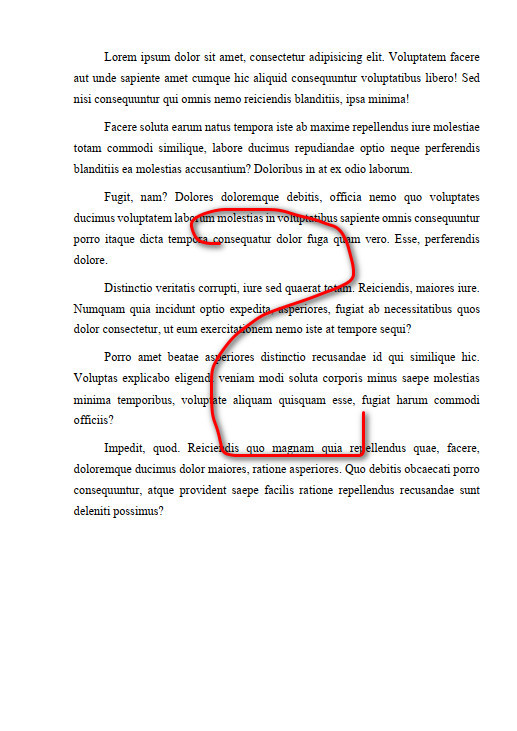 Lorem ipsum dolor sit amet, consectetur adipisicing elit. Voluptatem facere
aut unde sapiente amet cumque hic aliquid consequuntur voluptatibus libero! Sed
nisi consequuntur qui omnis nemo reiciendis blanditiis, ipsa minima!
Facere soluta earum natus tempora iste ab maxime repellendus iure molestiae
totam commodi similique, labore ducimus repudiandae optio neque perferendis
blanditiis ea molestias accusantium? Doloribus in at ex odio laborum.
Fugit, nam? Dolores doloremque debitis, officia nemo quo voluptates
ducimus voluptatem laborum molestias in voluptatibus sapiente omnis consequuntur
porro itaque dicta tempora consequatur dolor fuga quam vero. Esse, perferendis
dolore.
Distinctio veritatis corrupti, iure sed quaerat totam. Reiciendis, maiores iure.
Numquam quia incidunt optio expedita, asperiores, fugiat ab necessitatibus quos
dolor consectetur, ut eum exercitationem nemo iste at tempore sequi?
Porro amet beatae asperiores distinctio recusandae id qui similique hic.
Voluptas explicabo eligendi veniam modi soluta corporis minus saepe molestias
minima temporibus, voluptate aliquam quisquam esse, fugiat harum commodi
officiis?
Impedit, quod. Reiciendis quo magnam quia repellendus quae, facere,
doloremque ducimus dolor maiores, ratione asperiores. Quo debitis obcaecati porro
consequuntur, atque provident saepe facilis ratione repellendus recusandae sunt
deleniti possimus?
2